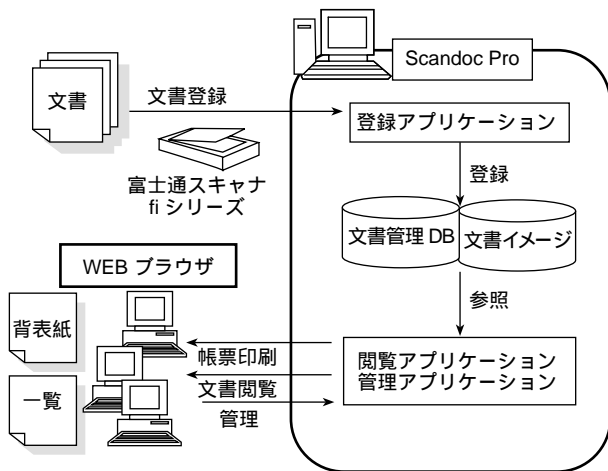 Scandoc Pro
文書
文書登録
登録アプリケーション
富士通スキャナ
fi シリーズ
登録
文書管理 DB
文書イメージ
WEB ブラウザ
参照
背表紙
帳票印刷
閲覧アプリケーション
管理アプリケーション
一覧
文書閲覧
管理